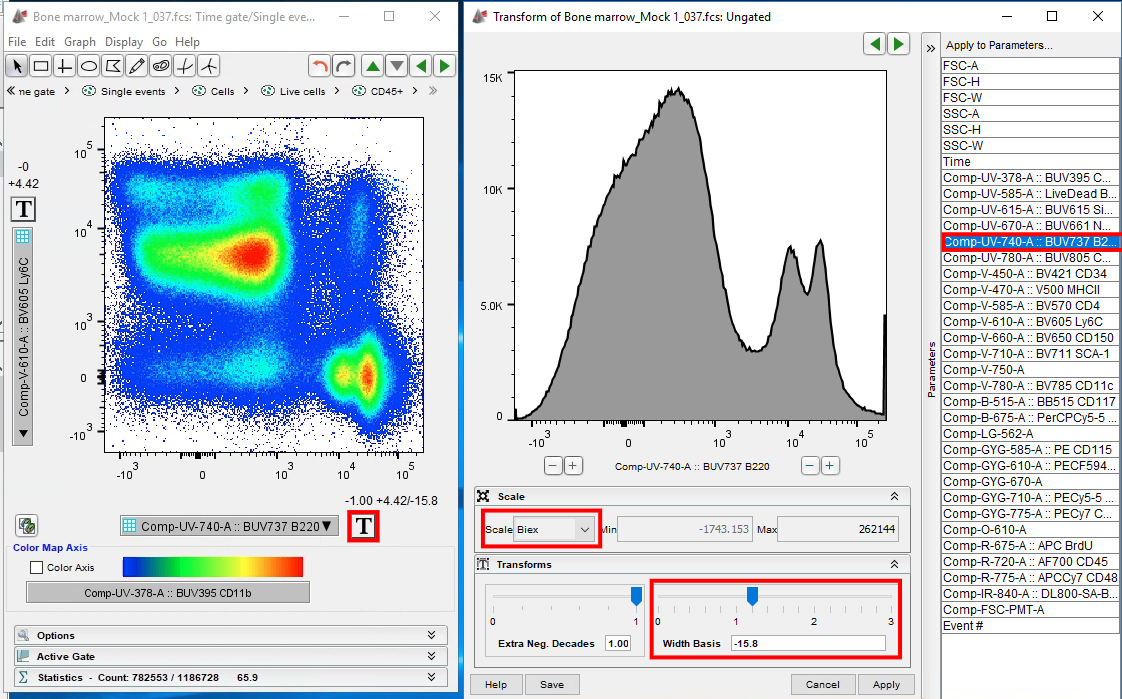 Bone marrow_Mock 1_037.fcs: Time gate/Single eve...
File Edit Graph Display Go Help
T
ne gate > Single events > Cells > Live cells > CD45+ >
-0
+4.42
T
Comp-V-610-A :: BV605 Ly6C
10^5
10^4
10^3
0
-10^3
-10^3 0 10^3 10^4 10^5
-1.00 +4.42/-15.8
Comp-UV-740-A :: BUV737 B220
T
Color Map Axis
Color Axis
Comp-UV-378-A :: BUV395 CD11b
Options
Active Gate
Σ Statistics - Count: 782553 / 1186728 65.9
Transform of Bone marrow_Mock 1_037.fcs: Ungated
15K
10K
5.0K
0
-10^3 0 10^3 10^4 10^5
Comp-UV-740-A :: BUV737 B220
Scale
Scale Biex Min -1743.153 Max 262144
T Transforms
0 1
Extra Neg. Decades 1.00
0 1 2 3
Width Basis -15.8
Help Save Cancel Apply
Parameters
Apply to Parameters...
FSC-A
FSC-H
FSC-W
SSC-A
SSC-H
SSC-W
Time
Comp-UV-378-A :: BUV395 C...
Comp-UV-585-A :: LiveDead B...
Comp-UV-615-A :: BUV615 Si...
Comp-UV-670-A :: BUV661 N...
Comp-UV-740-A :: BUV737 B2...
Comp-UV-780-A :: BUV805 C...
Comp-V-450-A :: BV421 CD34
Comp-V-470-A :: V500 MHCII
Comp-V-585-A :: BV570 CD4
Comp-V-610-A :: BV605 Ly6C
Comp-V-660-A :: BV650 CD150
Comp-V-710-A :: BV711 SCA-1
Comp-V-750-A
Comp-V-780-A :: BV785 CD11c
Comp-B-515-A :: BB515 CD117
Comp-B-675-A :: PerCPCy5-5 ...
Comp-LG-562-A
Comp-GYG-585-A :: PE CD115
Comp-GYG-610-A :: PECF594...
Comp-GYG-670-A
Comp-GYG-710-A :: PECy5-5 ...
Comp-GYG-775-A :: PECy7 C...
Comp-O-610-A
Comp-R-675-A :: APC BrdU
Comp-R-720-A :: AF700 CD45
Comp-R-775-A :: APCCy7 CD48
Comp-IR-840-A :: DL800-SA-B...
Comp-FSC-PMT-A
Event #